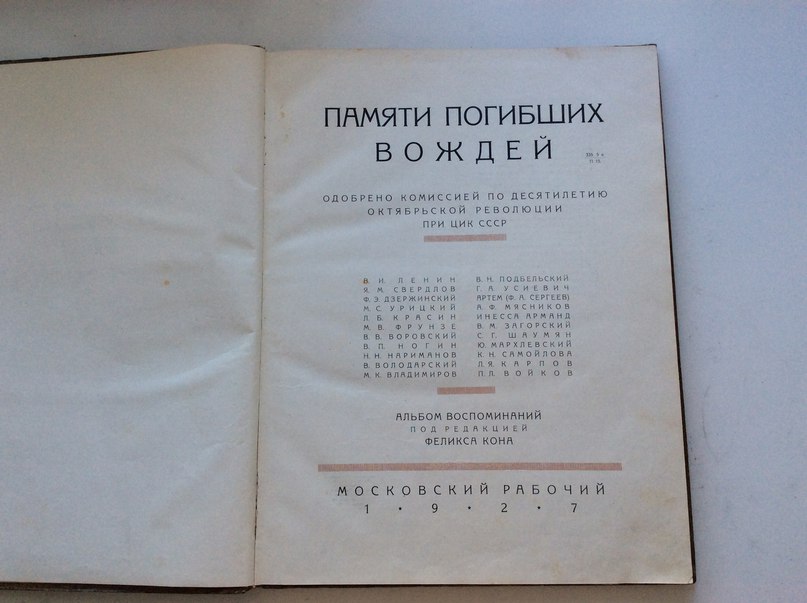 ПАМЯТИ ПОГИБШИХ
ВОЖДЕЙ
ОДОБРЕНО КОМИССИЕЙ ПО ДЕСЯТИЛЕТИЮ
ОКТЯБРЬСКОЙ РЕВОЛЮЦИИ
ПРИ ЦИК СССР
В. И. ЛЕНИН
Я. М. СВЕРДЛОВ
Ф. Э. ДЗЕРЖИНСКИЙ
М. С. УРИЦКИЙ
Л. Б. КРАСИН
М. В. ФРУНЗЕ
В. В. ВОРОВСКИЙ
В. П. НОГИН
Н. Н. НАРИМАНОВ
В. ВОЛОДАРСКИЙ
М. К. ВЛАДИМИРОВ
В. Н. ПОДБЕЛЬСКИЙ
Г. А. УСИЕВИЧ
АРТЕМ (Ф. А. СЕРГЕЕВ)
А. Ф. МЯСНИКОВ
ИНЕССА АРМАНД
В. М. ЗАГОРСКИЙ
С. Г. ШАУМЯН
Ю. МАРХЛЕВСКИЙ
К. Н. САМОЙЛОВА
Л. Я. КАРПОВ
П. Л. ВОЙКОВ
АЛЬБОМ ВОСПОМИНАНИЙ
ПОД РЕДАКЦИЕЙ
ФЕЛИКСА КОНА
МОСКОВСКИЙ РАБОЧИЙ
1 • 9 • 2 • 7